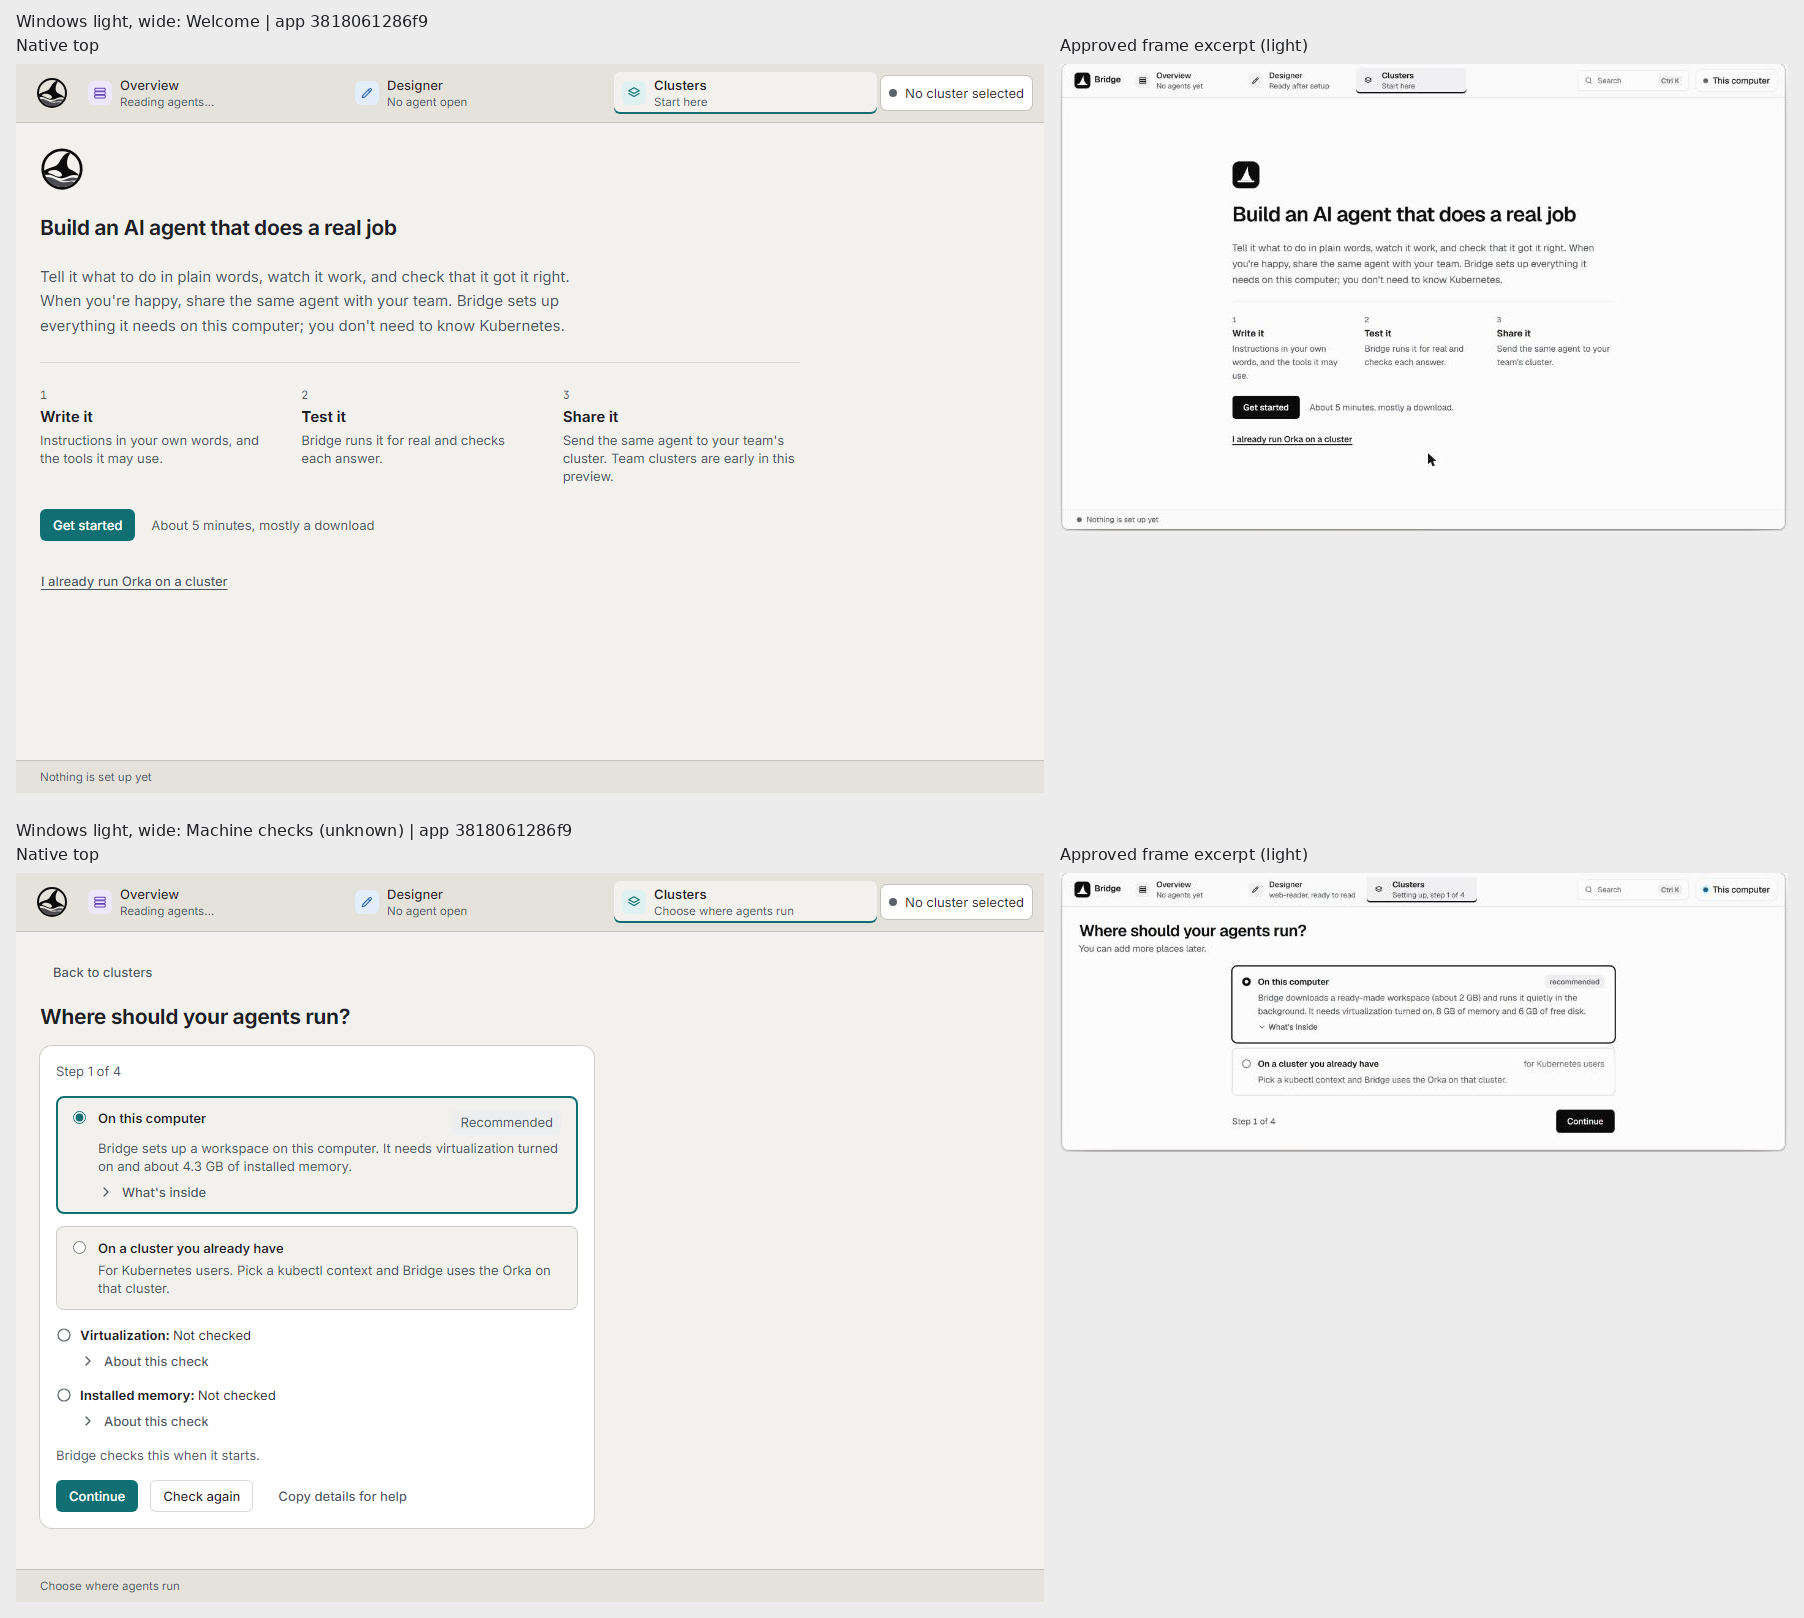 Windows light, wide: Welcome | app 3818061286f9
Native top
Overview
Reading agents...
Designer
No agent open
Clusters
Start here
No cluster selected
Build an AI agent that does a real job
Tell it what to do in plain words, watch it work, and check that it got it right.
When you're happy, share the same agent with your team. Bridge sets up
everything it needs on this computer; you don't need to know Kubernetes.
1
Write it
Instructions in your own words, and
the tools it may use.
2
Test it
Bridge runs it for real and checks
each answer.
3
Share it
Send the same agent to your team's
cluster. Team clusters are early in this
preview.
Get started
About 5 minutes, mostly a download
I already run Orka on a cluster
Nothing is set up yet
Approved frame excerpt (light)
Bridge
Overview
No agents yet
Designer
Ready after setup
Clusters
Start here
Search
Ctrl K
This computer
Build an AI agent that does a real job
Tell it what to do in plain words, watch it work, and check that it got it right. When
you're happy, share the same agent with your team. Bridge sets up everything it
needs on this computer; you don't need to know Kubernetes.
1
Write it
Instructions in your own
words, and the tools it may
use.
2
Test it
Bridge runs it for real and
checks each answer.
3
Share it
Send the same agent to your
team's cluster.
Get started
About 5 minutes, mostly a download.
I already run Orka on a cluster
Nothing is set up yet
Windows light, wide: Machine checks (unknown) | app 3818061286f9
Native top
Overview
Reading agents...
Designer
No agent open
Clusters
Choose where agents run
No cluster selected
Back to clusters
Where should your agents run?
Step 1 of 4
On this computer
Recommended
Bridge sets up a workspace on this computer. It needs virtualization turned
on and about 4.3 GB of installed memory.
What's inside
On a cluster you already have
For Kubernetes users. Pick a kubectl context and Bridge uses the Orka on
that cluster.
Virtualization: Not checked
About this check
Installed memory: Not checked
About this check
Bridge checks this when it starts.
Continue
Check again
Copy details for help
Choose where agents run
Approved frame excerpt (light)
Bridge
Overview
No agents yet
Designer
web-reader, ready to read
Clusters
Setting up, step 1 of 4
Search
Ctrl K
This computer
Where should your agents run?
You can add more places later.
On this computer
recommended
Bridge downloads a ready-made workspace (about 2 GB) and runs it quietly in the
background. It needs virtualization turned on, 8 GB of memory and 6 GB of free disk.
What's inside
On a cluster you already have
for Kubernetes users
Pick a kubectl context and Bridge uses the Orka on that cluster.
Step 1 of 4
Continue